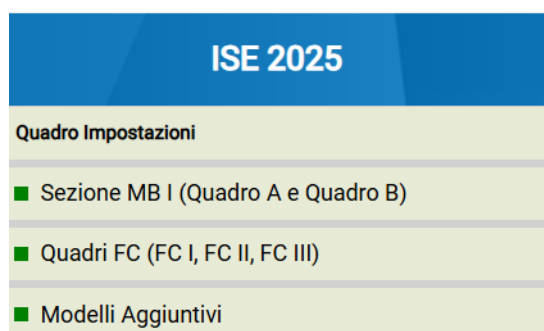 ISE 2025
Quadro Impostazioni
Sezione MB I (Quadro A e Quadro B)
Quadri FC (FC I, FC II, FC III)
Modelli Aggiuntivi